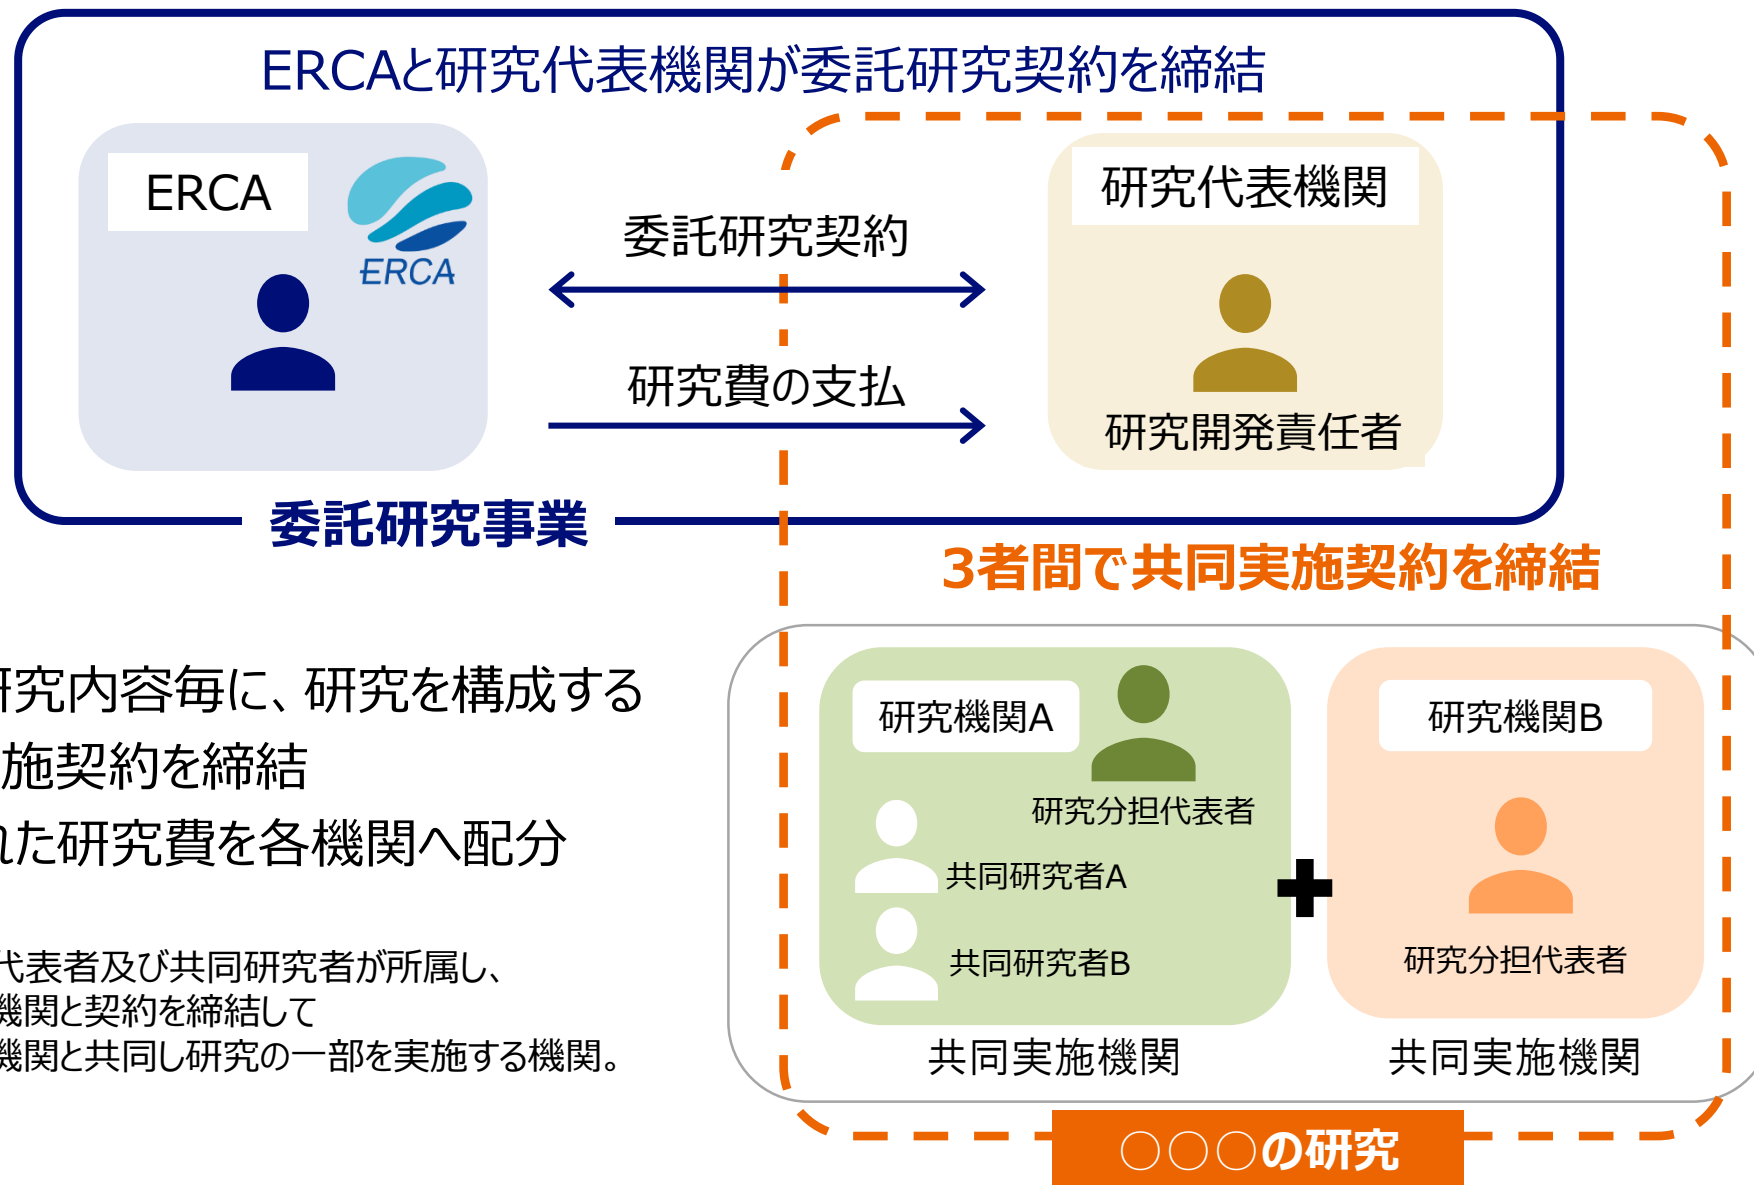 ERCAと研究代表機関が委託研究契約を締結
ERCA
ERCA
研究代表機関
委託研究契約
研究費の支払
研究開発責任者
委託研究事業
3者間で共同実施契約を締結
研究内容毎に、研究を構成する
施契約を締結
れた研究費を各機関へ配分
代表者及び共同研究者が所属し、
機関と契約を締結して
機関と共同し研究の一部を実施する機関。
研究機関A
研究分担代表者
共同研究者A
共同研究者B
共同実施機関
研究機関B
研究分担代表者
共同実施機関
○○○の研究